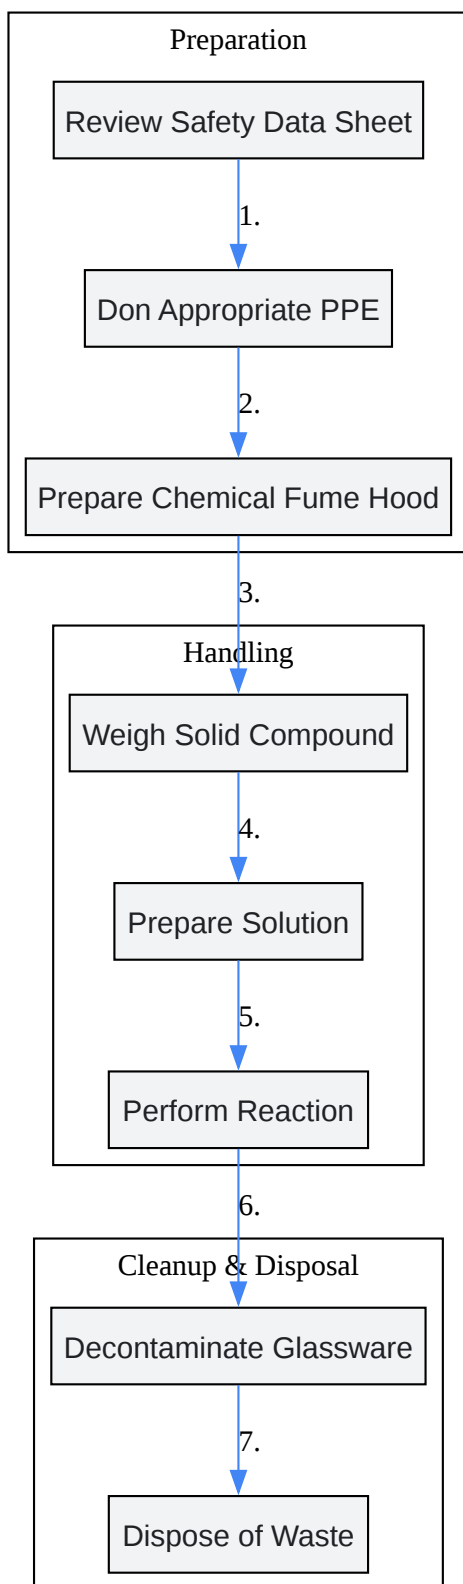 Preparation
Review Safety Data Sheet
1.
Don Appropriate PPE
2.
Prepare Chemical Fume Hood
3.
Handling
Weigh Solid Compound
4.
Prepare Solution
5.
Perform Reaction
6.
Cleanup & Disposal
Decontaminate Glassware
7.
Dispose of Waste